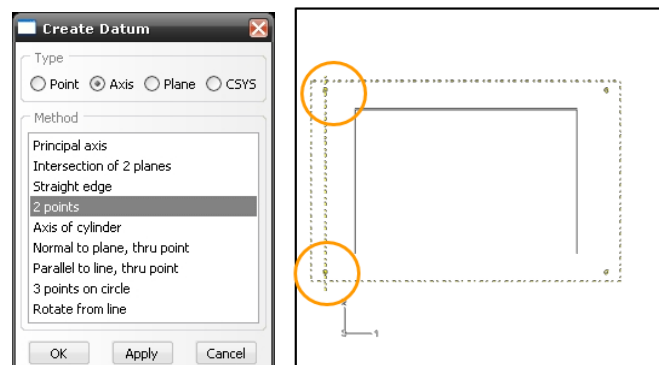 Create Datum
Type
Point Axis Plane CSYS
Method
Principal axis
Intersection of 2 planes
Straight edge
2 points
Axis of cylinder
Normal to plane, thru point
Parallel to line, thru point
3 points on circle
Rotate from line
OK Apply Cancel
2
3 1